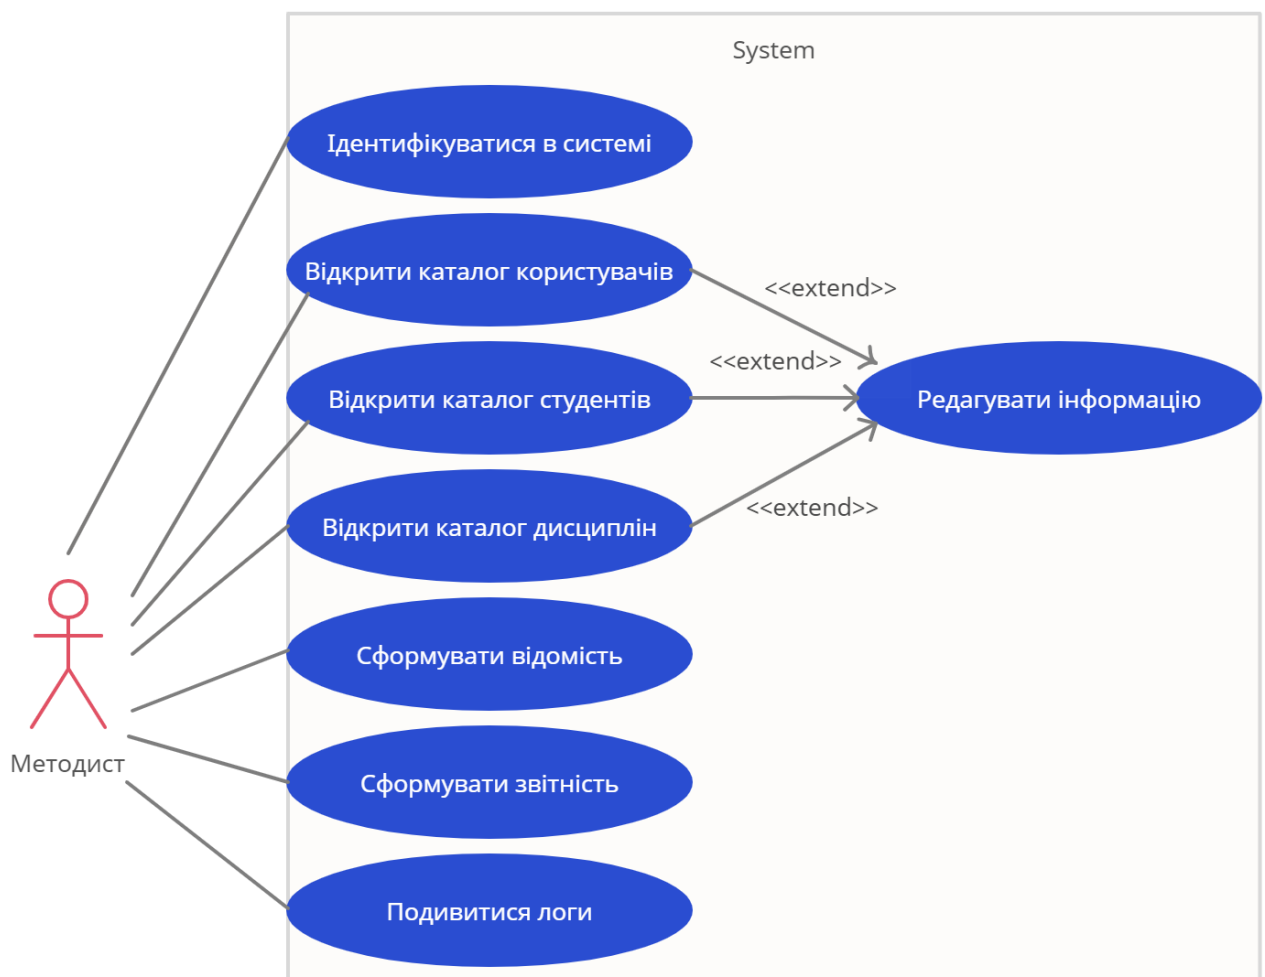 System
Ідентифікуватися в системі
Відкрити каталог користувачів
<<extend>>
<<extend>>
Відкрити каталог студентів
Редагувати інформацію
<<extend>>
Відкрити каталог дисциплін
Сформувати відомість
Методист
Сформувати звітність
Подивитися логи